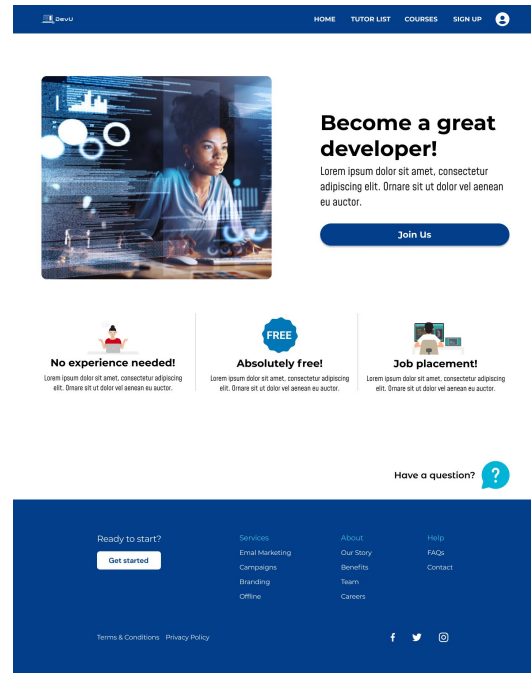 DevU
HOME TUTOR LIST COURSES SIGN UP
Become a great
developer!
Lorem ipsum dolor sit amet, consectetur
adipiscing elit. Ornare sit ut dolor vel aenean
eu auctor.
Join Us
FREE
No experience needed!
Lorem ipsum dolor sit amet, consectetur adipiscing
elit. Ornare sit ut dolor vel aenean eu auctor.
Absolutely free!
Lorem ipsum dolor sit amet, consectetur adipiscing
elit. Ornare sit ut dolor vel aenean eu auctor.
Job placement!
Lorem ipsum dolor sit amet, consectetur adipiscing
elit. Ornare sit ut dolor vel aenean eu auctor.
Have a question? ?
Ready to start?
Get started
Services
Emal Marketing
Campaigns
Branding
Offline
About
Our Story
Benefits
Team
Careers
Help
FAQs
Contact
Terms & Conditions Privacy Policy